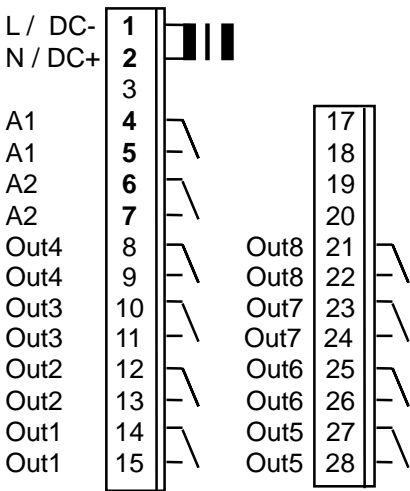 L / DC- 1
N / DC+ 2
3
A1 4
A1 5
A2 6
A2 7
Out4 8
Out4 9
Out3 10
Out3 11
Out2 12
Out2 13
Out1 14
Out1 15
17
18
19
20
Out8 21
Out8 22
Out7 23
Out7 24
Out6 25
Out6 26
Out5 27
Out5 28